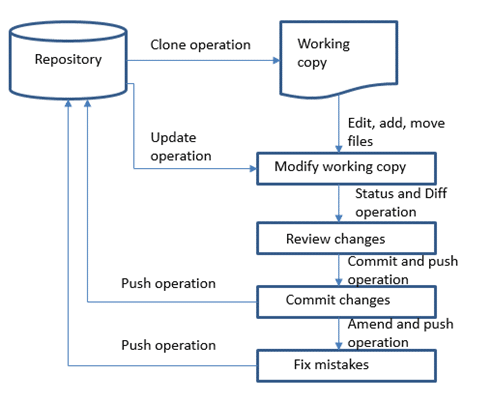 Repository
Clone operation
Working
copy
Edit, add, move
files
Update
operation
Modify working copy
Status and Diff
operation
Review changes
Commit and push
operation
Push operation
Commit changes
Amend and push
operation
Push operation
Fix mistakes